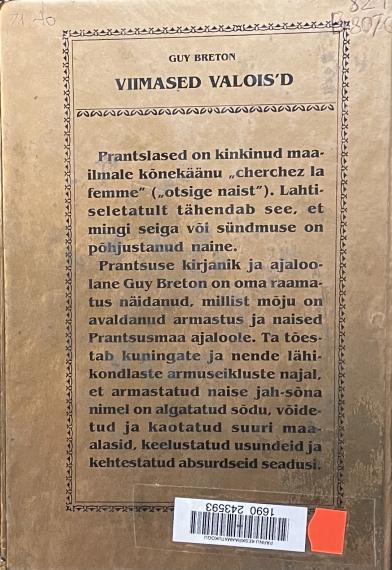 GUY BRETON
VIIMASED VALOIS'D
Prantslased on kinkinud maa-
ilmale kõnekäänu „cherchez la
femme” („otsige naist”). Lahti-
seletatult tähendab see, et
mingi seiga või sündmuse on
põhjustanud naine.
Prantsuse kirjanik ja ajaloo-
lane Guy Breton on oma raama-
tus näidanud, millist mõju on
avaldanud armastus ja naised
Prantsusmaa ajaloole. Ta tões-
tab kuningate ja nende lähi-
kondlaste armuseikluste najal,
et armastatud naise jah-sõna
nimel on algatatud sõdu, võide-
tud ja kaotatud suuri maa-
alasid, keelustatud usundeid ja
kehtestatud absurdseid seadusi.
1690 243593
PÄRNU KESKRAAMATUKOGU